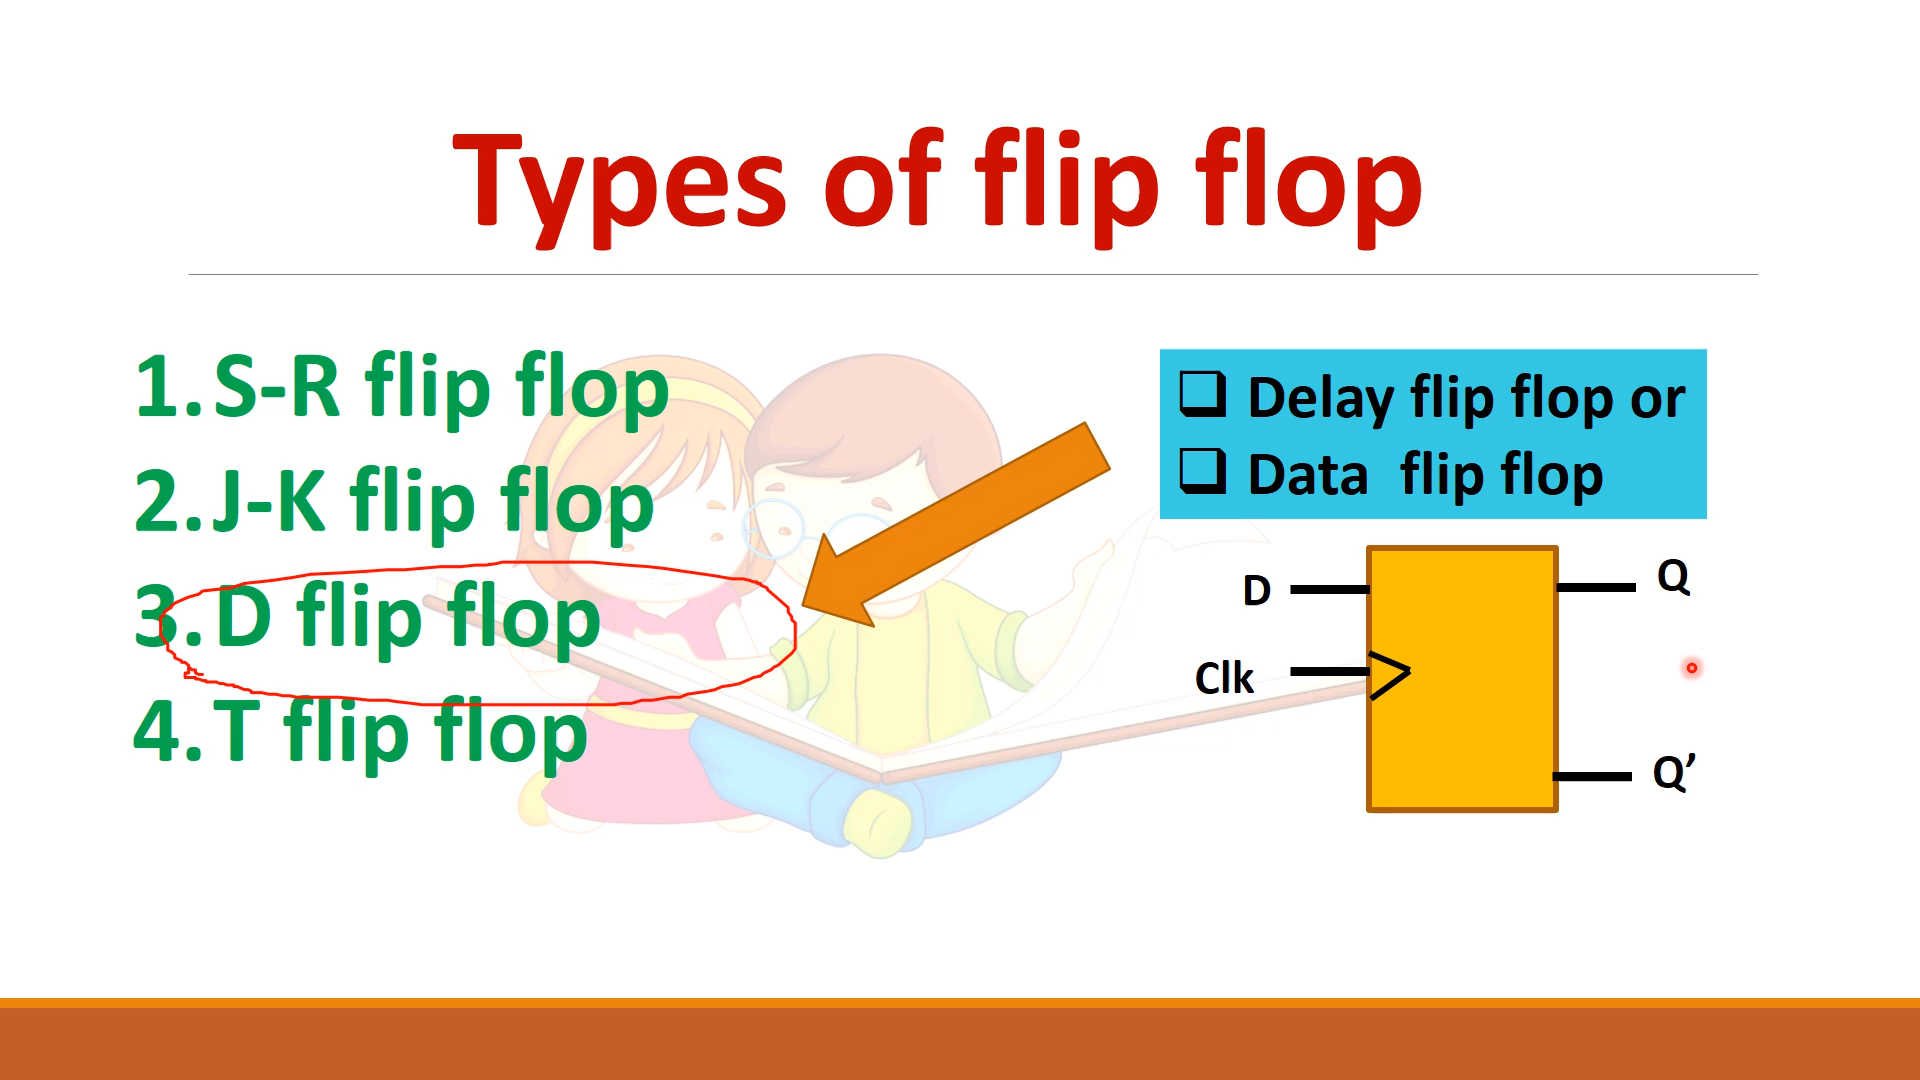 Types of flip flop
1. S-R flip flop
2. J-K flip flop
3. D flip flop
4. T flip flop
Delay flip flop or
Data flip flop
D
Q
Clk
Q’